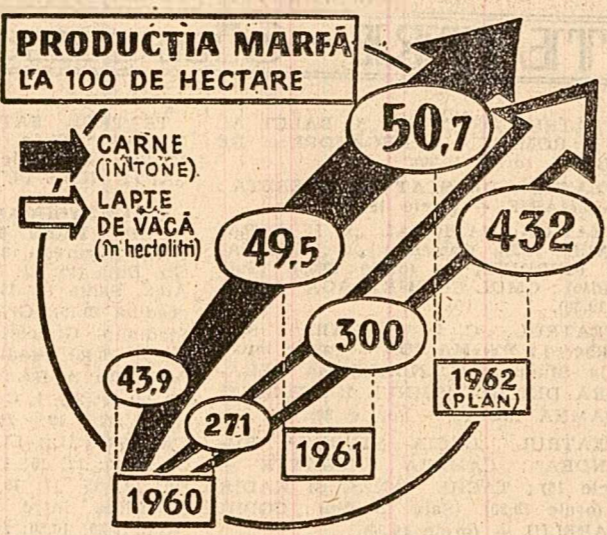 PRODUCȚIA MARFĂ
LA 100 DE HECTARE
CARNE
(ÎN TONE)
LAPTE
DE VACĂ
(în hectolitri)
50,7
432
49,5
300
43,9
271
1962
(PLAN)
1961
1960